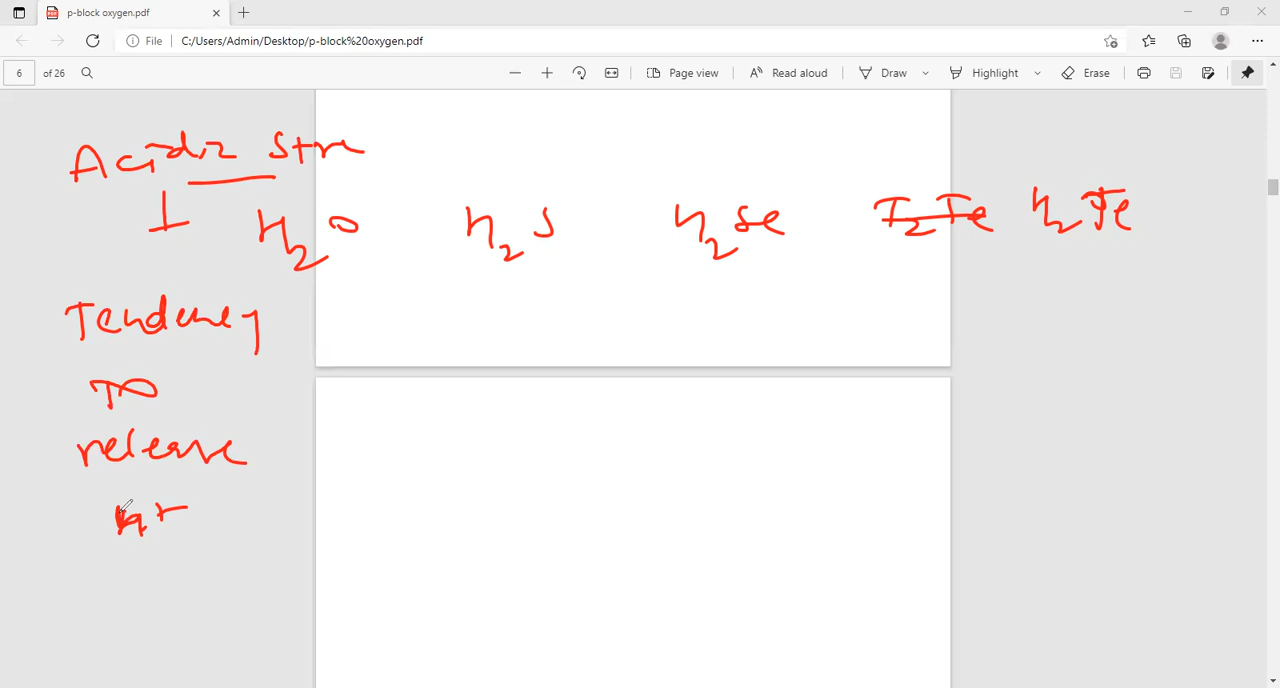 p-block oxygen.pdf
File C:/Users/Admin/Desktop/p-block%20oxygen.pdf
6 of 26 Page view Read aloud Draw Highlight Erase
Acidic Stre
H2O H2S H2Se H2Te
Tendency
To
release
H+